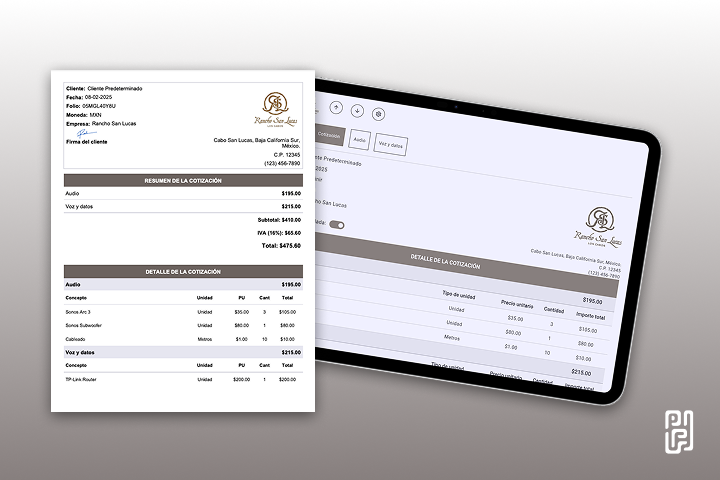 Cliente: Cliente Predeterminado
Fecha: 08-02-2025
Folio: 05MGL40Y8U
Moneda: MXN
Empresa: Rancho San Lucas
Firma del cliente
Rancho San Lucas
LOS CABOS
Cabo San Lucas, Baja California Sur,
México.
C.P. 12345
(123) 456-7890
RESUMEN DE LA COTIZACIÓN
Audio $195.00
Voz y datos $215.00
Subtotal: $410.00
IVA (16%): $65.60
Total: $475.60
DETALLE DE LA COTIZACIÓN
Audio $195.00
Concepto Unidad PU Cant Total
Sonos Arc 3 Unidad $35.00 3 $105.00
Sonos Subwoofer Unidad $80.00 1 $80.00
Cableado Metros $1.00 10 $10.00
Voz y datos $215.00
Concepto Unidad PU Cant Total
TP-Link Router Unidad $200.00 1 $200.00
Cotización Audio Voz y datos
ente Predeterminado
2025
ho San Lucas
da:
Rancho San Lucas
LOS CABOS
Cabo San Lucas, Baja California Sur, México
C.P. 12345
(123) 456-7890
DETALLE DE LA COTIZACIÓN
$195.00
Tipo de unidad Precio unitario Cantidad Importe total
Unidad $35.00 3 $105.00
Unidad $80.00 1 $80.00
Metros $1.00 10 $10.00
$215.00
Tipo de unidad Precio unitario Cantidad Importe total